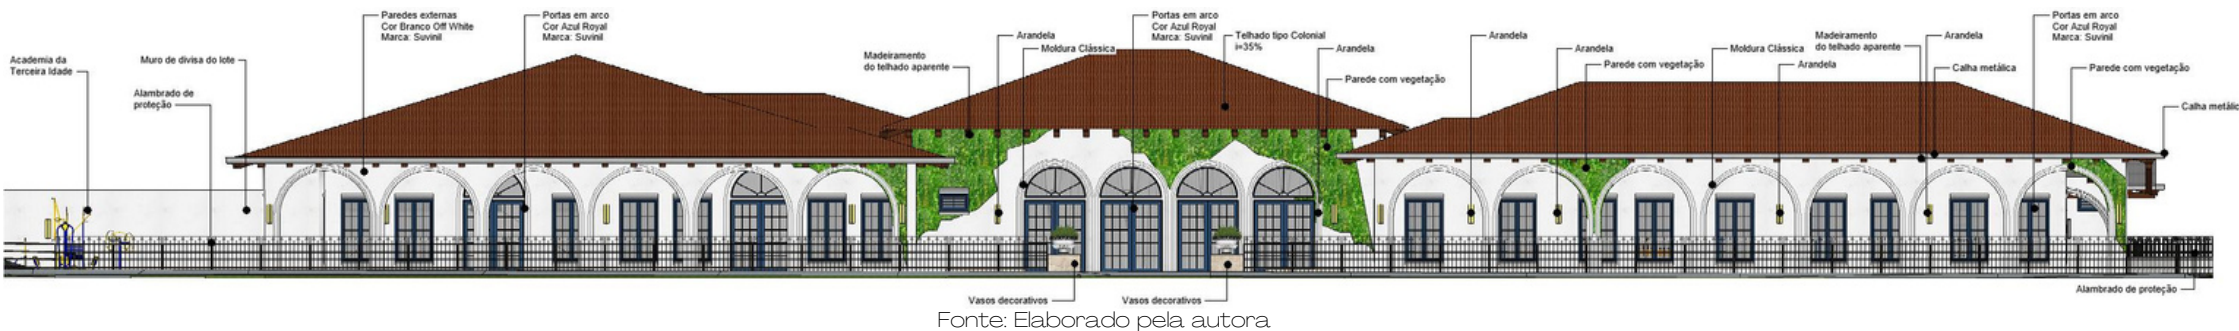 Academia da
Terceira Idade
Muro de divisa do lote
Alambrado de
proteção
Paredes externas
Cor Branco Off White
Marca: Suvinil
Portas em arco
Cor Azul Royal
Marca: Suvinil
Madeiramento
do telhado aparente
Arandela
Moldura Clássica
Portas em arco
Cor Azul Royal
Marca: Suvinil
Telhado tipo Colonial
i=35%
Arandela
Parede com vegetação
Arandela
Arandela
Parede com vegetação
Moldura Clássica
Arandela
Madeiramento
do telhado aparente
Arandela
Calha metálica
Portas em arco
Cor Azul Royal
Marca: Suvinil
Parede com vegetação
Calha metálic
Vasos decorativos
Vasos decorativos
Alambrado de proteção
Fonte: Elaborado pela autora